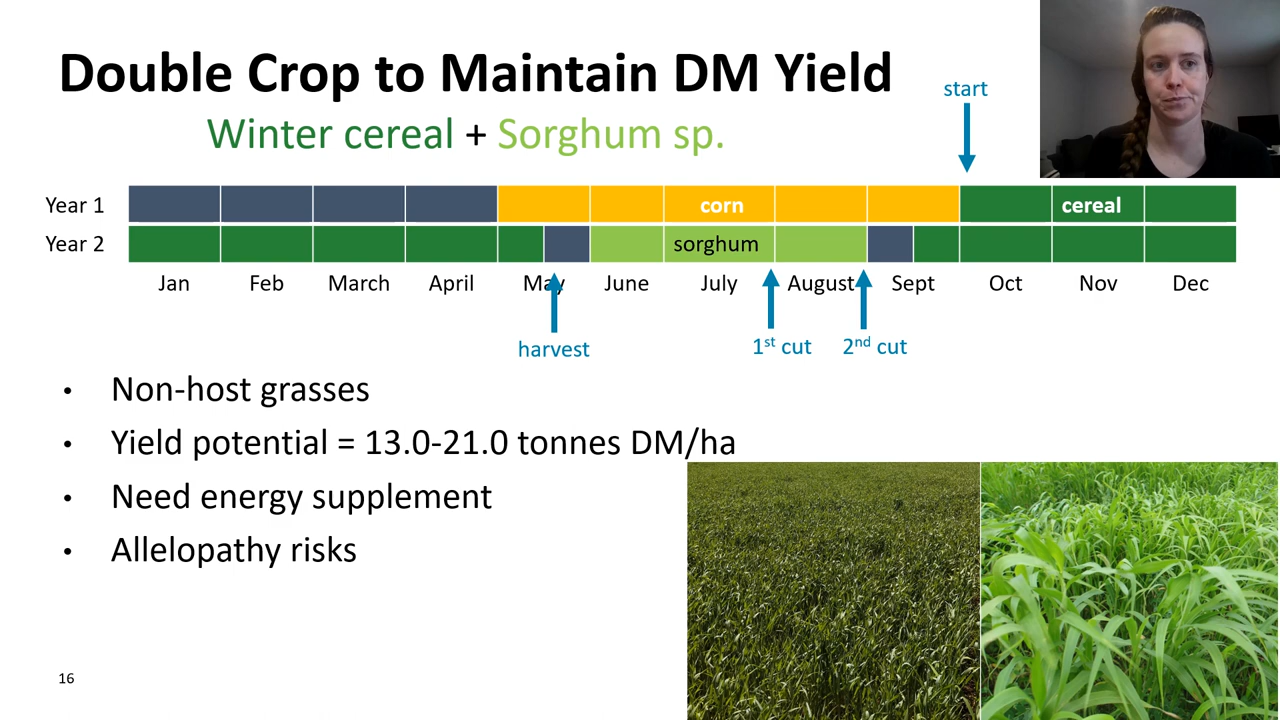 Double Crop to Maintain DM Yield
Winter cereal + Sorghum sp.
start
Year 1
corn
cereal
Year 2
sorghum
Jan Feb March April May June July August Sept Oct Nov Dec
harvest
1st cut
2nd cut
• Non-host grasses
• Yield potential = 13.0-21.0 tonnes DM/ha
• Need energy supplement
• Allelopathy risks
16